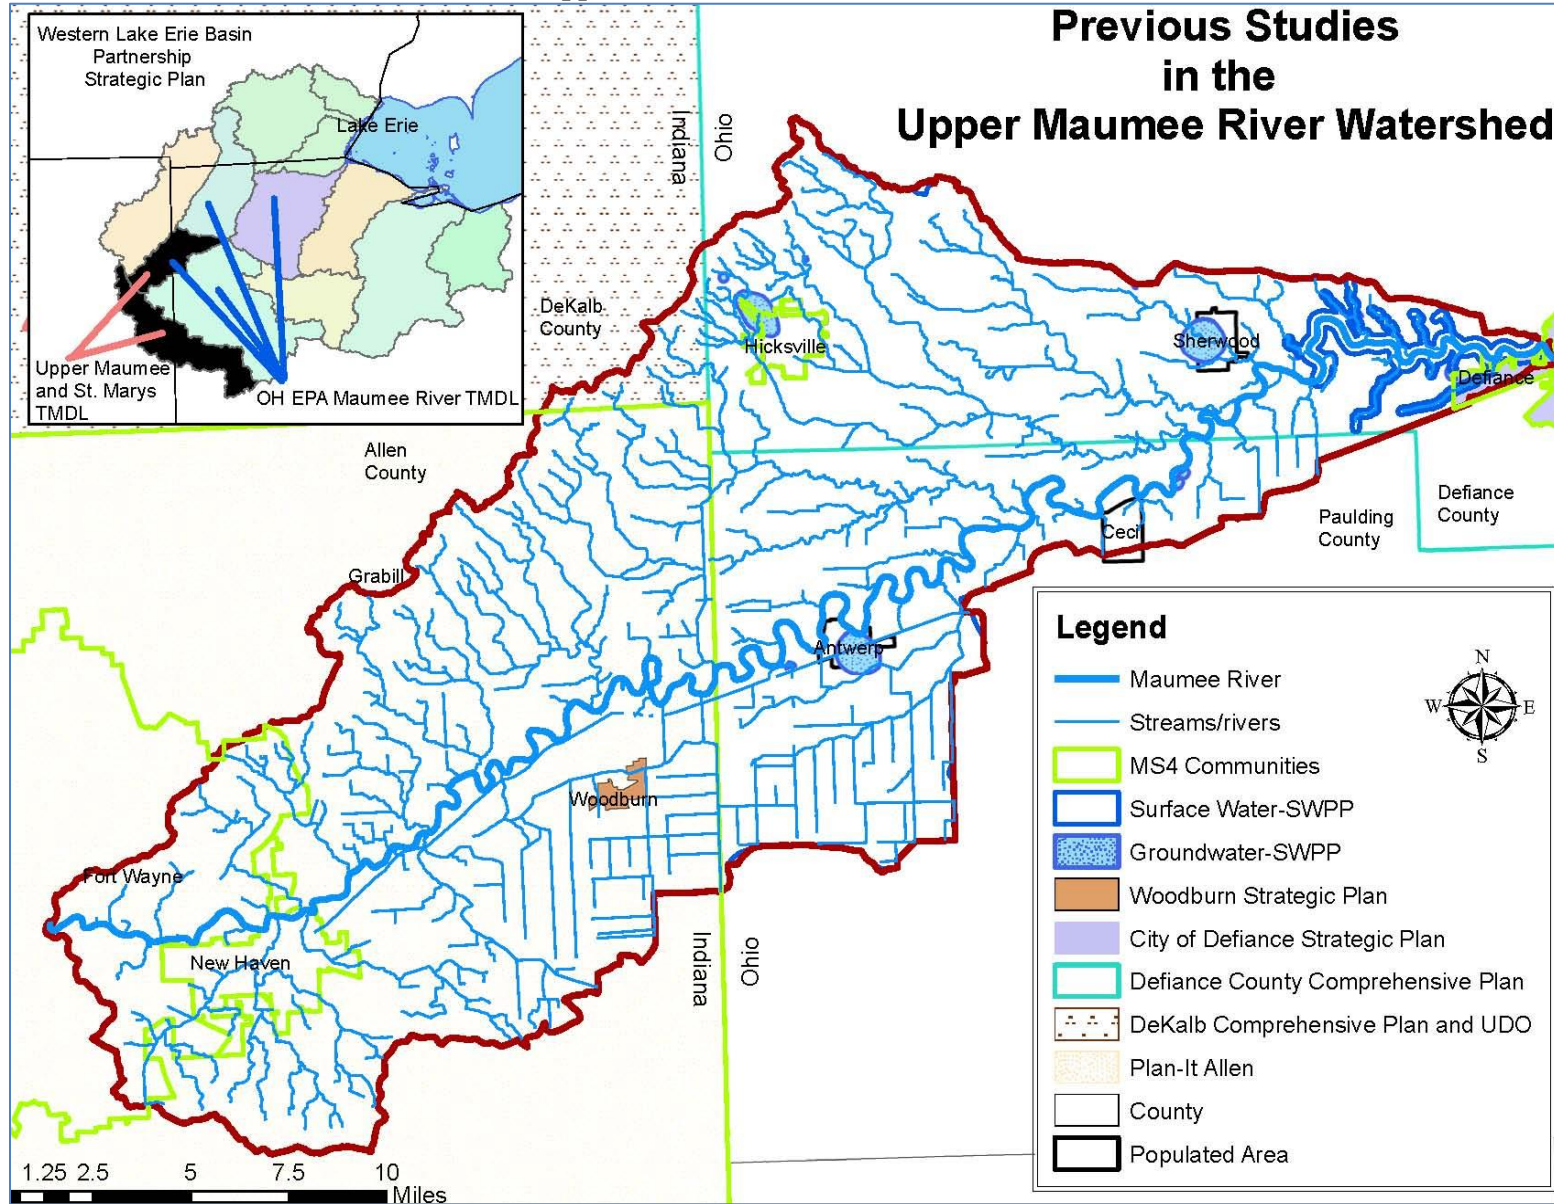 Previous Studies
in the
Upper Maumee River Watershed
Western Lake Erie Basin
Partnership
Strategic Plan
Lake Erie
Upper Maumee
and St. Marys
TMDL
OH EPA Maumee River TMDL
Indiana
Ohio
DeKalb
County
Hicksville
Sherwood
Defiance
Allen
County
Defiance
County
Paulding
County
Cecil
Grabill
Antwerp
Woodburn
Fort Wayne
New Haven
Indiana
Ohio
Legend
Maumee River
Streams/rivers
MS4 Communities
Surface Water-SWPP
Groundwater-SWPP
Woodburn Strategic Plan
City of Defiance Strategic Plan
Defiance County Comprehensive Plan
DeKalb Comprehensive Plan and UDO
Plan-It Allen
County
Populated Area
N
W E
S
1.25 2.5 5 7.5 10
Miles